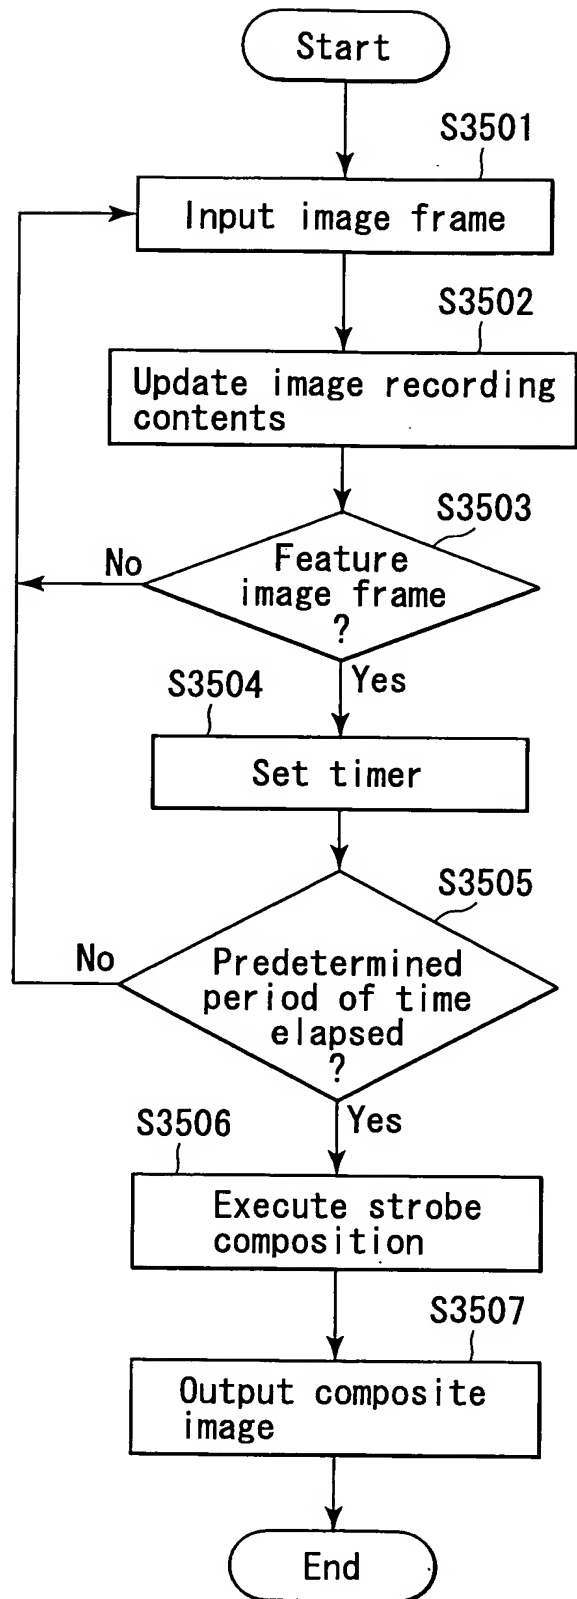 Start
S3501
Input image frame
S3502
Update image recording
contents
S3503
No
Feature
image frame
?
Yes
S3504
Set timer
S3505
No
Predetermined
period of time
elapsed
?
Yes
S3506
Execute strobe
composition
S3507
Output composite
image
End